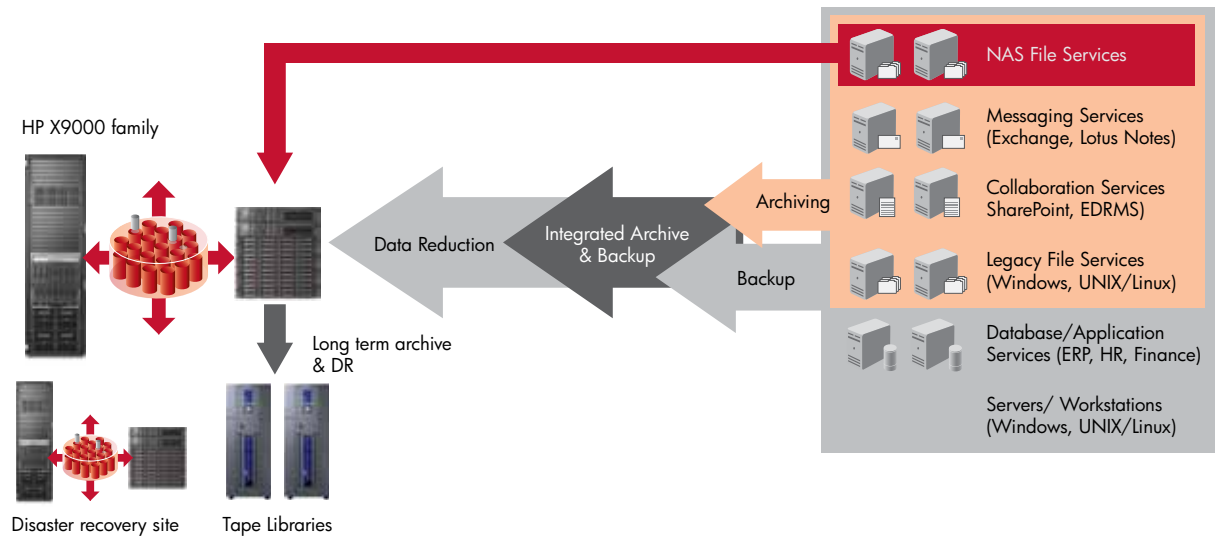 NAS File Services
HP X9000 family
Messaging Services
(Exchange, Lotus Notes)
Archiving
Collaboration Services
SharePoint, EDRMS)
Data Reduction
Integrated Archive
& Backup
Backup
Legacy File Services
(Windows, UNIX/Linux)
Long term archive
& DR
Database/Application
Services (ERP, HR, Finance)
Servers/ Workstations
(Windows, UNIX/Linux)
Disaster recovery site
Tape Libraries